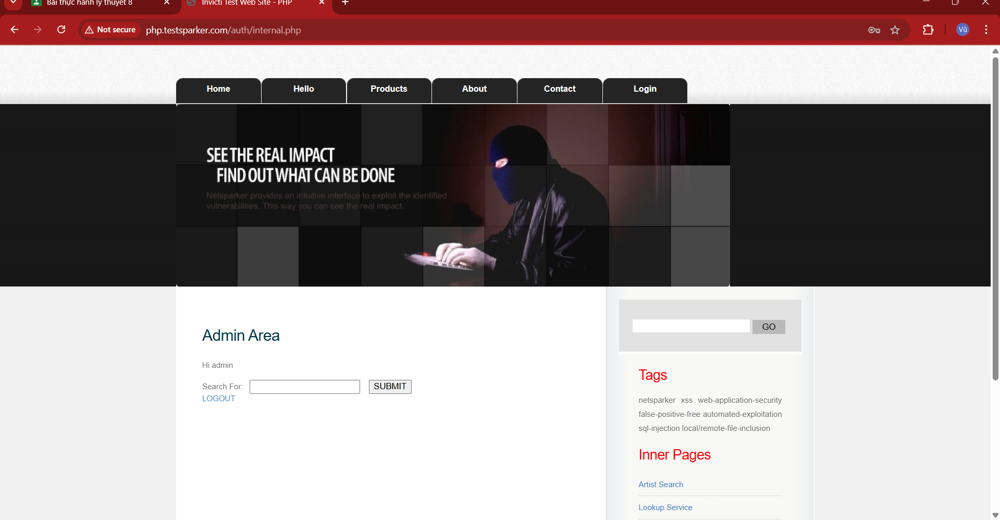 Bài thực hành lý thuyết 8
Invicti Test Web Site - PHP
Not secure
php.testsparker.com/auth/internal.php
Vũ
Home
Hello
Products
About
Contact
Login
SEE THE REAL IMPACT
FIND OUT WHAT CAN BE DONE
Netsparker provides an intuitive interface to exploit the identified
vulnerabilities. This way you can see the real impact.
GO
Admin Area
Hi admin
Search For:
SUBMIT
LOGOUT
Tags
netsparker xss web-application-security
false-positive-free automated-exploitation
sql-injection local/remote-file-inclusion
Inner Pages
Artist Search
Lookup Service